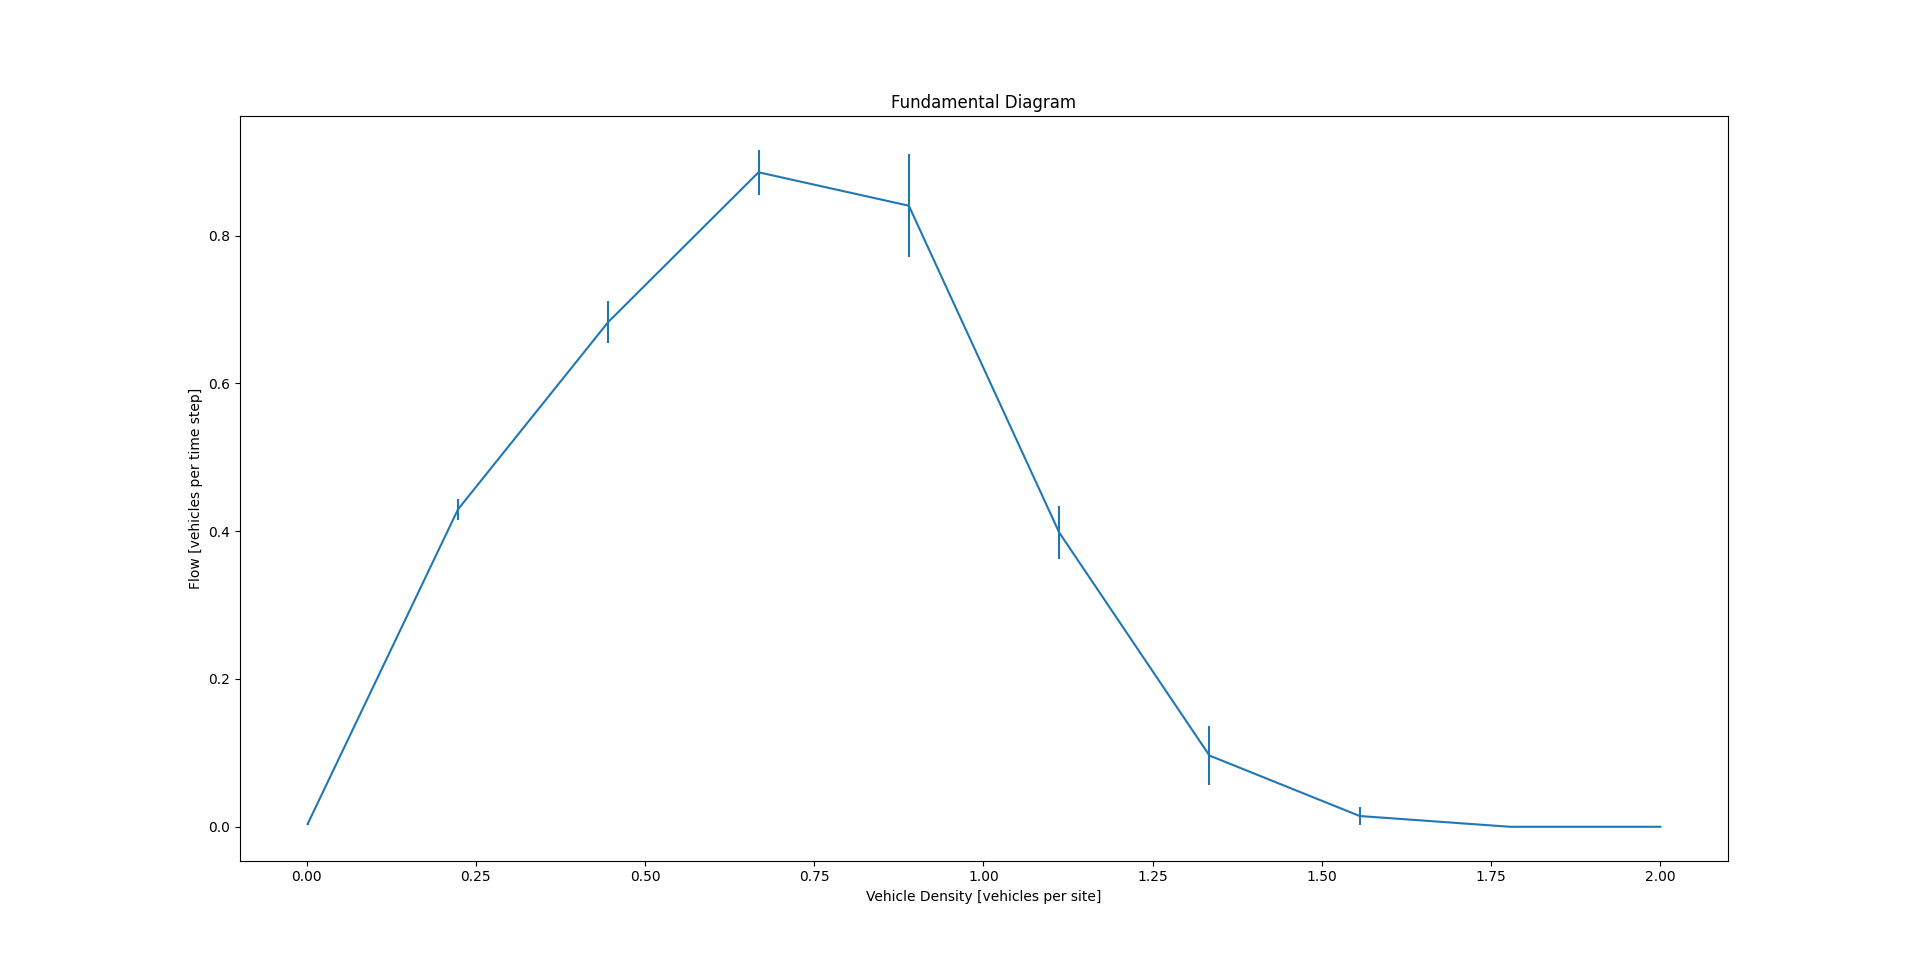 Fundamental Diagram
0.8
0.6
0.4
0.2
0.0
Flow [vehicles per time step]
0.00 0.25 0.50 0.75 1.00 1.25 1.50 1.75 2.00
Vehicle Density [vehicles per site]